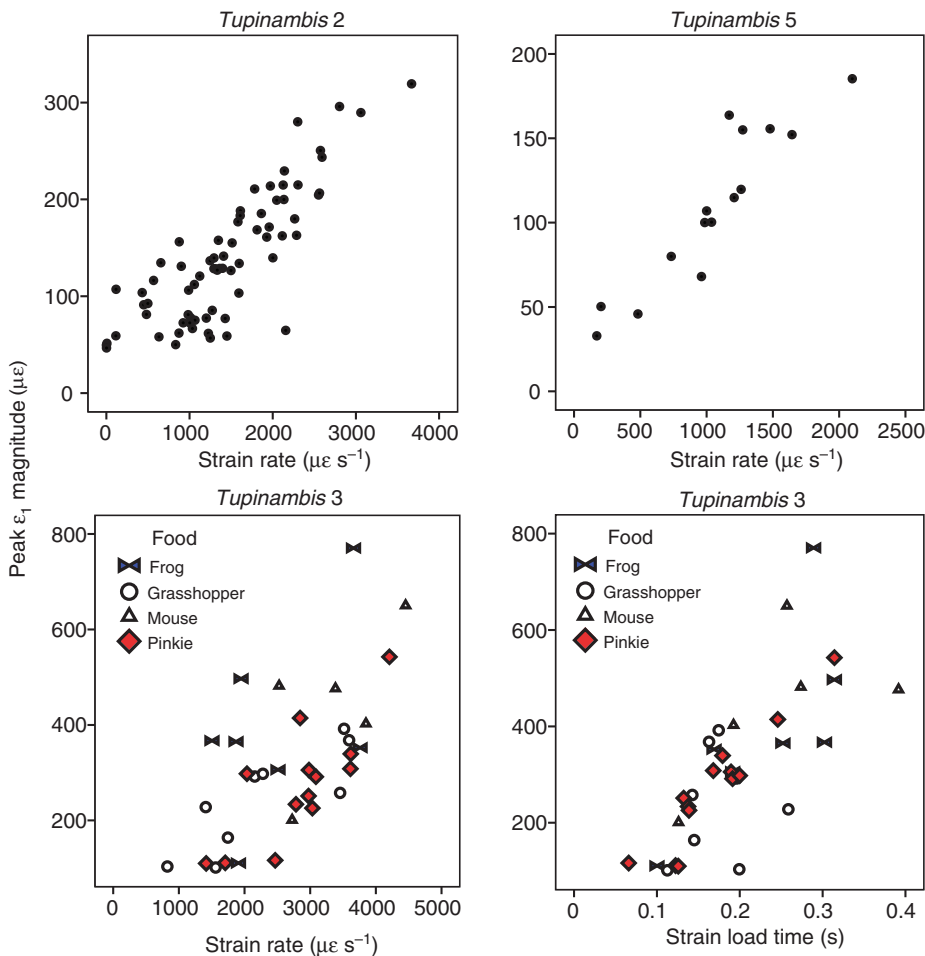 Tupinambis 2
Tupinambis 5
Peak ε₁ magnitude (με)
300
200
100
0
0 1000 2000 3000 4000
Strain rate (με s⁻¹)
200
150
100
50
0
0 500 1000 1500 2000 2500
Strain rate (με s⁻¹)
Tupinambis 3
Tupinambis 3
800
600
400
200
Food
Frog
Grasshopper
Mouse
Pinkie
0 1000 2000 3000 4000 5000
Strain rate (με s⁻¹)
800
600
400
200
Food
Frog
Grasshopper
Mouse
Pinkie
0 0.1 0.2 0.3 0.4
Strain load time (s)